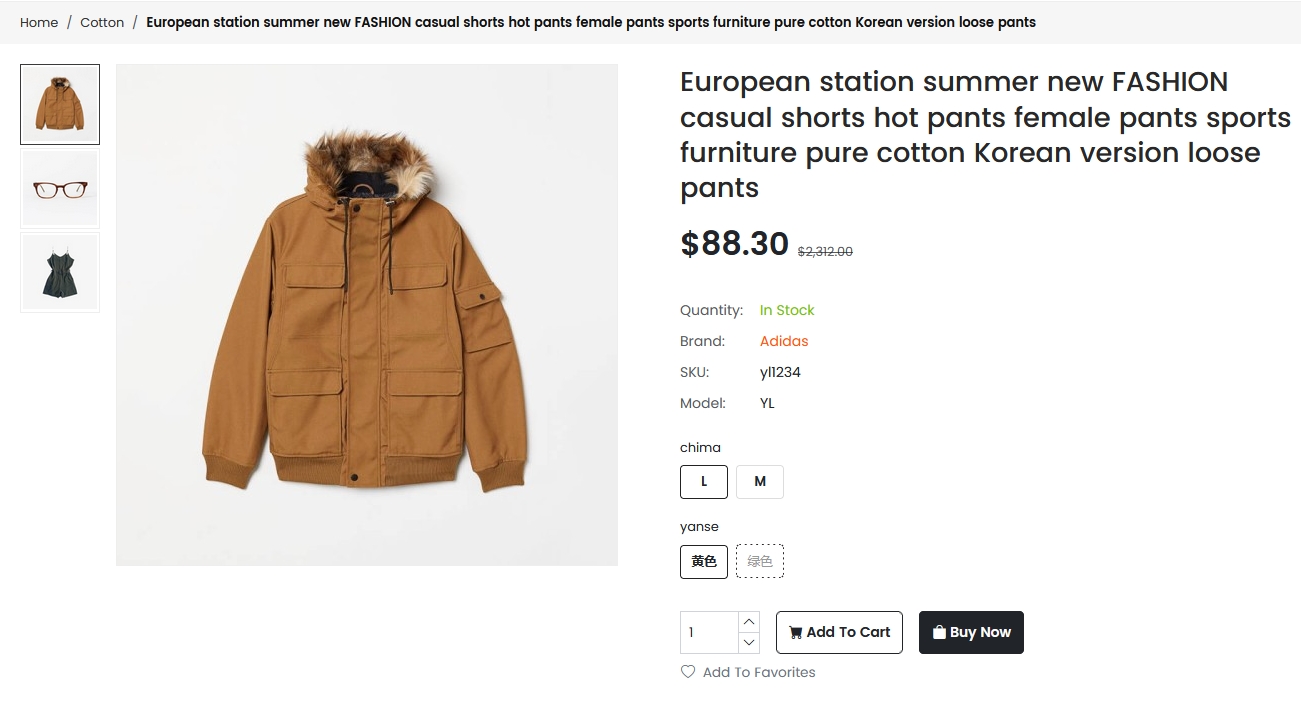 Home / Cotton / European station summer new FASHION casual shorts hot pants female pants sports furniture pure cotton Korean version loose pants
European station summer new FASHION
casual shorts hot pants female pants sports
furniture pure cotton Korean version loose
pants
$88.30 $2,312.00
Quantity: In Stock
Brand: Adidas
SKU: yl1234
Model: YL
chima
L M
yanse
黄色 绿色
1 Add To Cart Buy Now
Add To Favorites